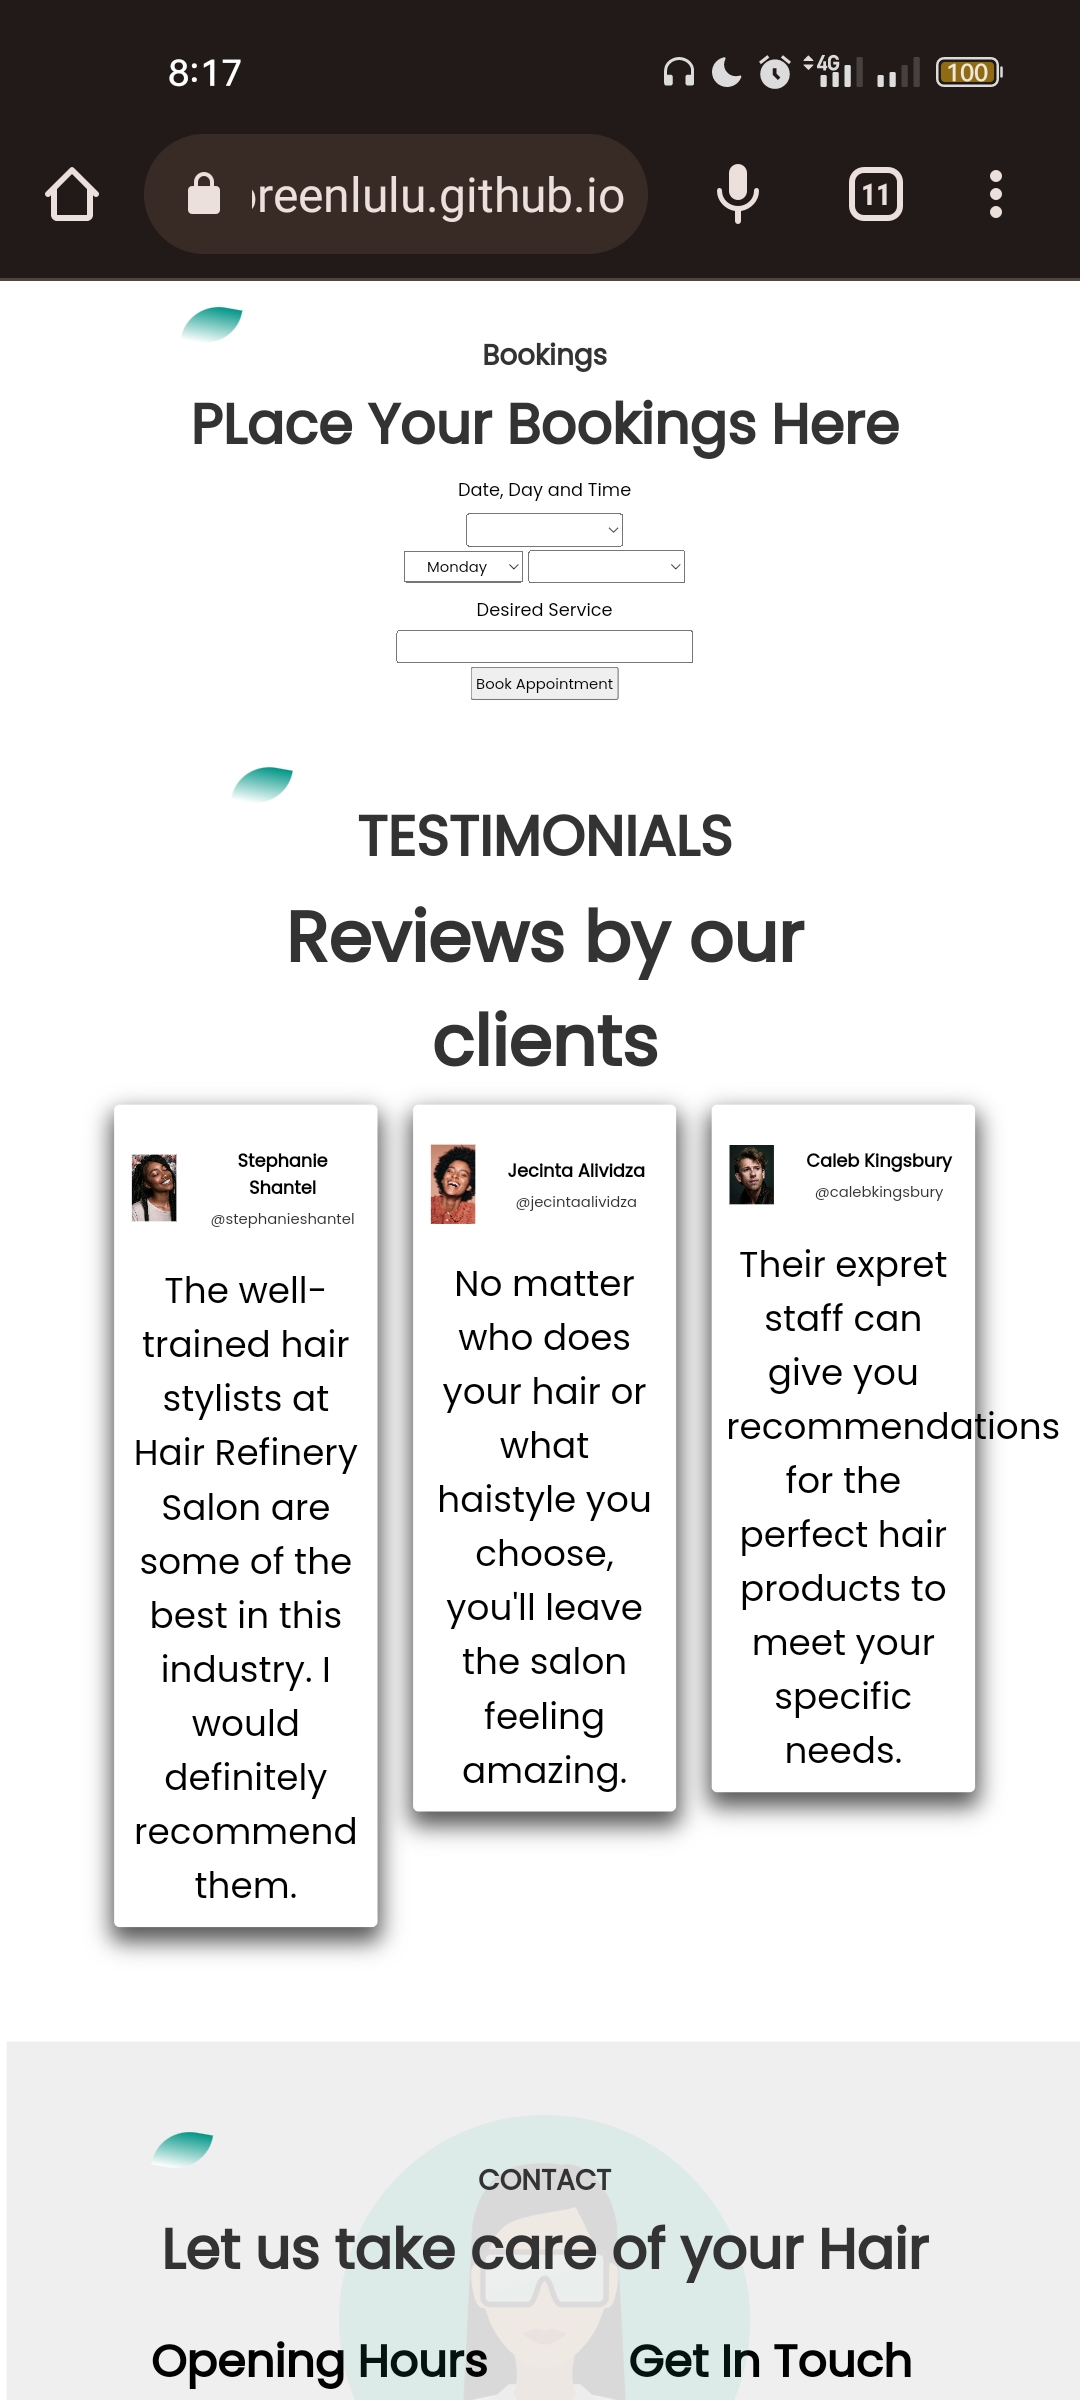 8:17
4G
100
reenlulu.github.io
11
Bookings
PLace Your Bookings Here
Date, Day and Time
Monday
Desired Service
Book Appointment
TESTIMONIALS
Reviews by our
clients
Stephanie
Shantel
@stephanieshantel
The well-
trained hair
stylists at
Hair Refinery
Salon are
some of the
best in this
industry. I
would
definitely
recommend
them.
Jecinta Alividza
@jecintaalividza
No matter
who does
your hair or
what
haistyle you
choose,
you'll leave
the salon
feeling
amazing.
Caleb Kingsbury
@calebkingsbury
Their expret
staff can
give you
recommendations
for the
perfect hair
products to
meet your
specific
needs.
CONTACT
Let us take care of your Hair
Opening Hours
Get In Touch